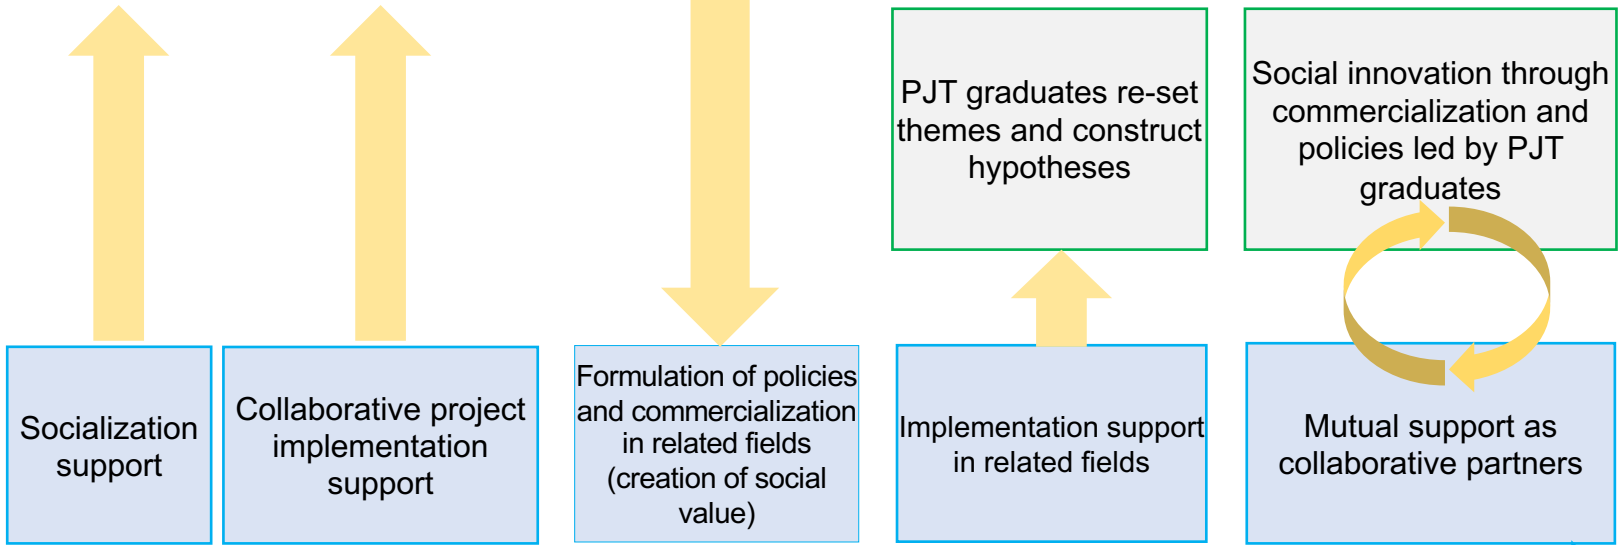 PJT graduates re-set
themes and construct
hypotheses
Social innovation through
commercialization and
policies led by PJT
graduates
Socialization
support
Collaborative project
implementation
support
Formulation of policies
and commercialization
in related fields
(creation of social
value)
Implementation support
in related fields
Mutual support as
collaborative partners